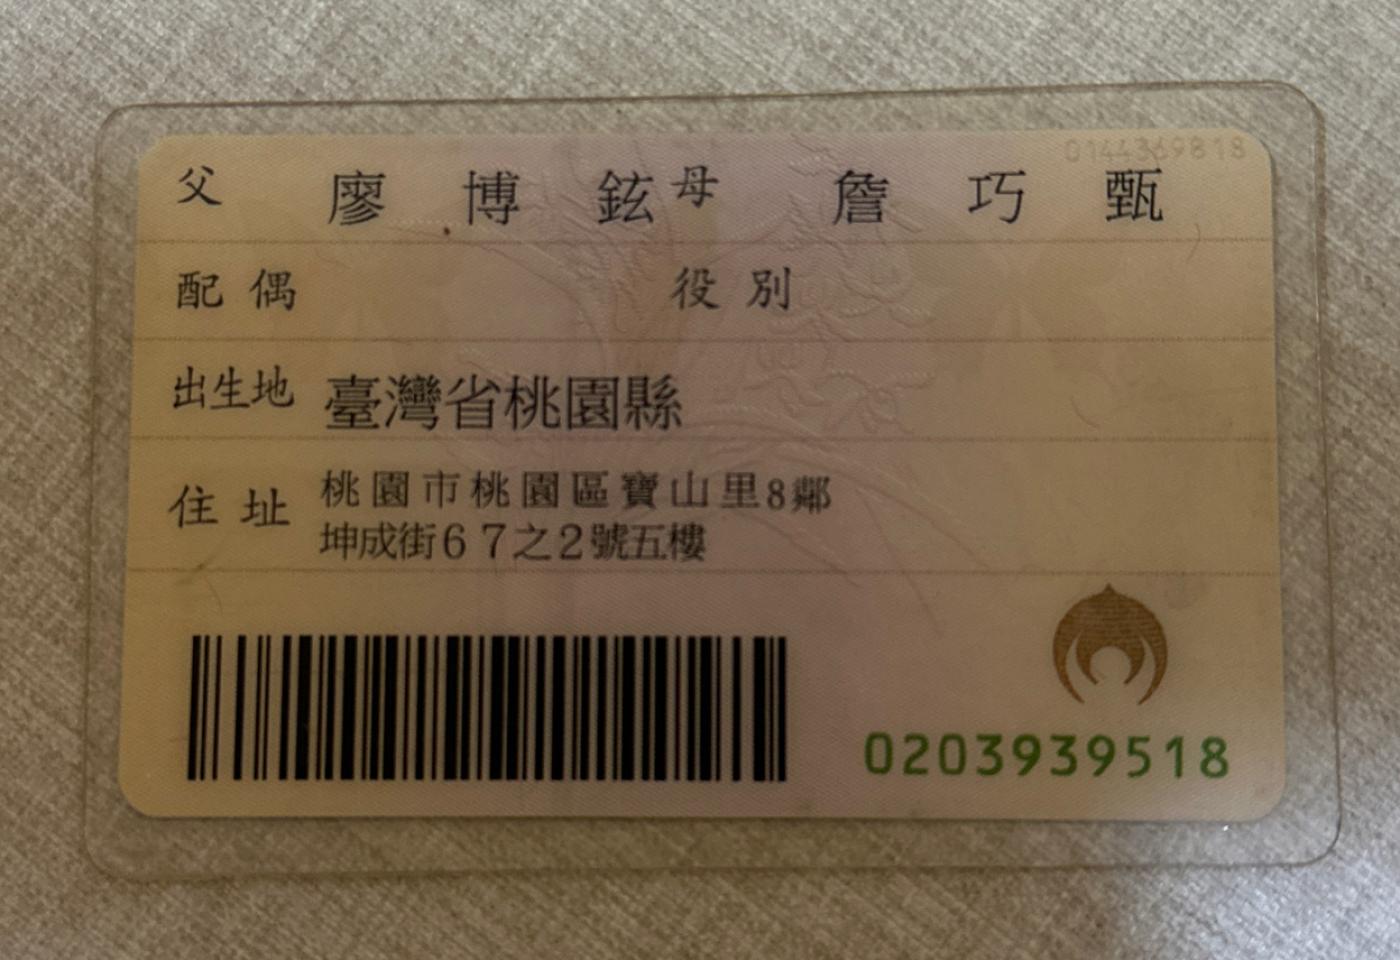 0144369818
父 廖博鉉 母 詹巧甄
配偶 役別
出生地 臺灣省桃園縣
住址 桃園市桃園區寶山里8鄰
坤成街67之2號五樓
0203939518